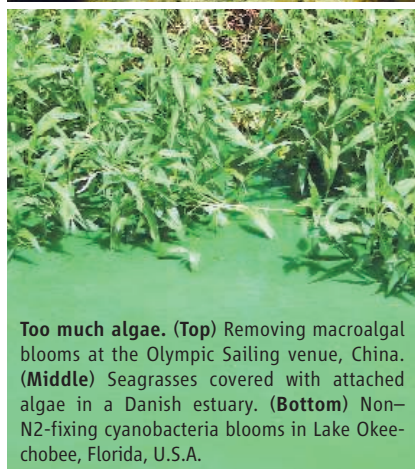 Too much algae. (Top) Removing macroalgal
blooms at the Olympic Sailing venue, China.
(Middle) Seagrasses covered with attached
algae in a Danish estuary. (Bottom) Non–
N2-fixing cyanobacteria blooms in Lake Okee-
chobee, Florida, U.S.A.